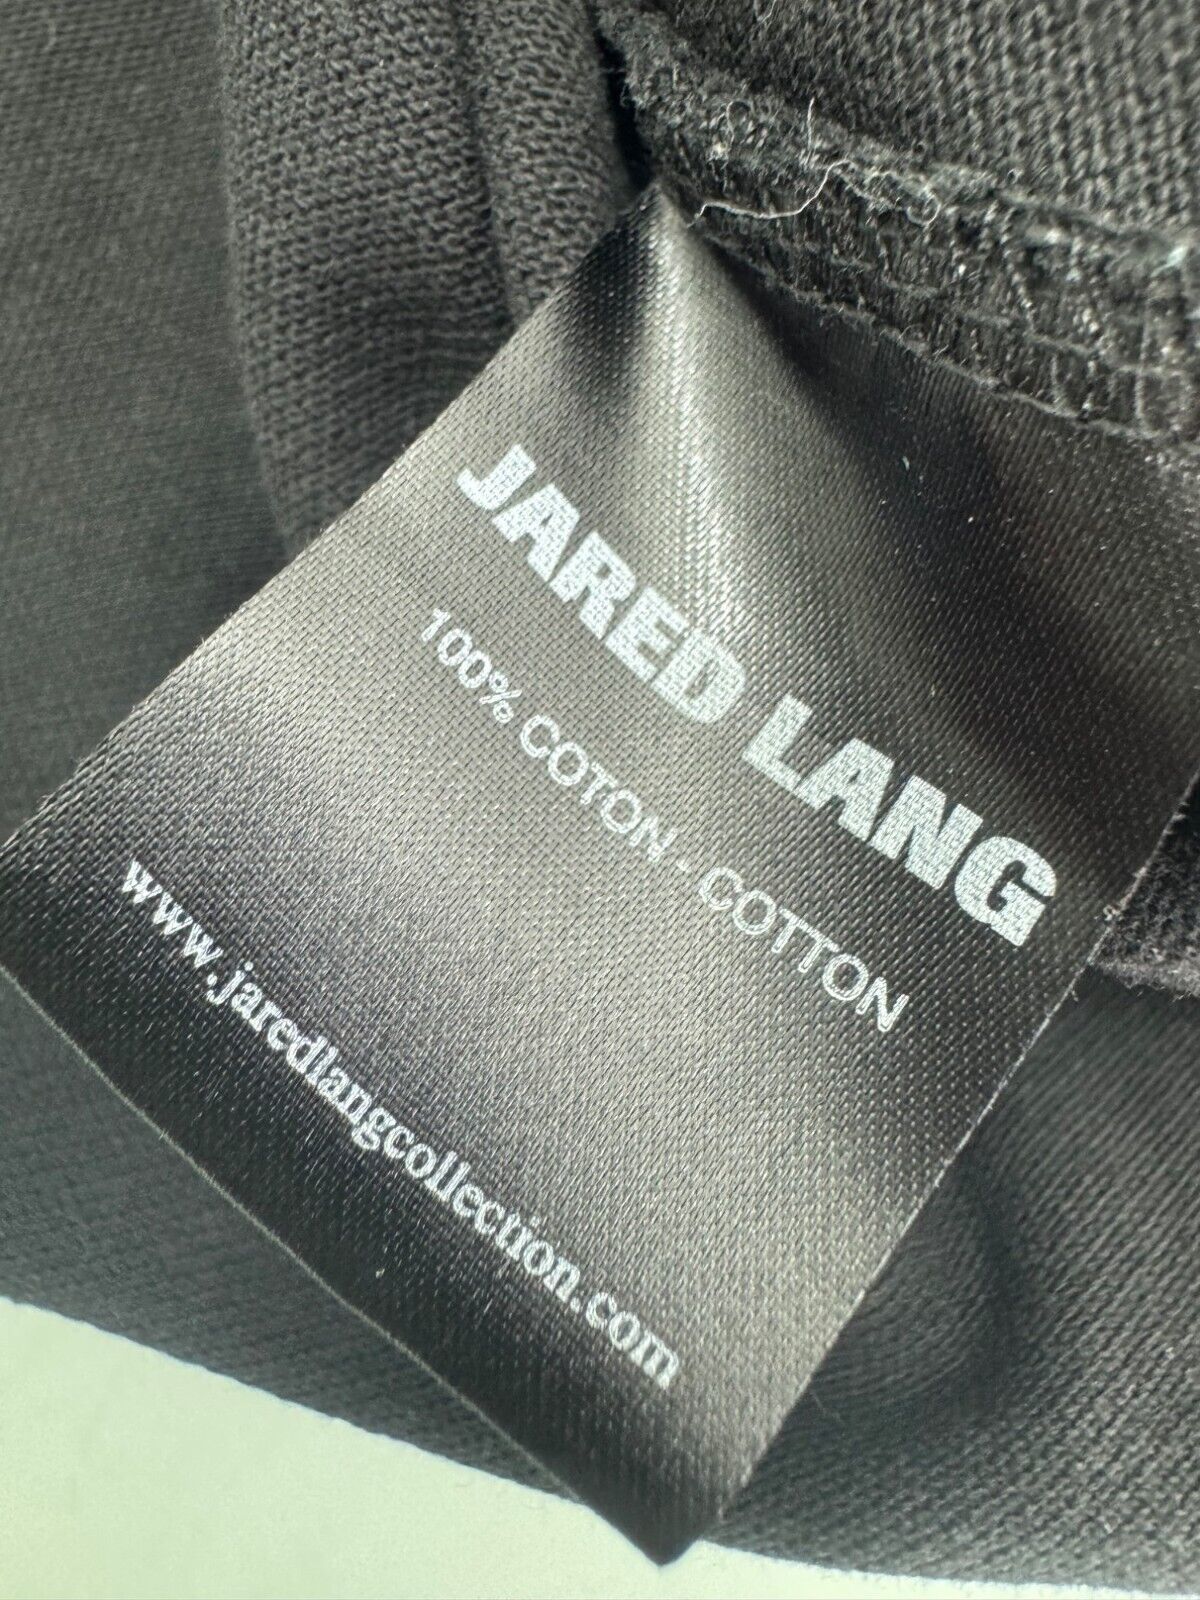 JARED LANG
100% COTON - COTTON
www.jaredlangcollection.com